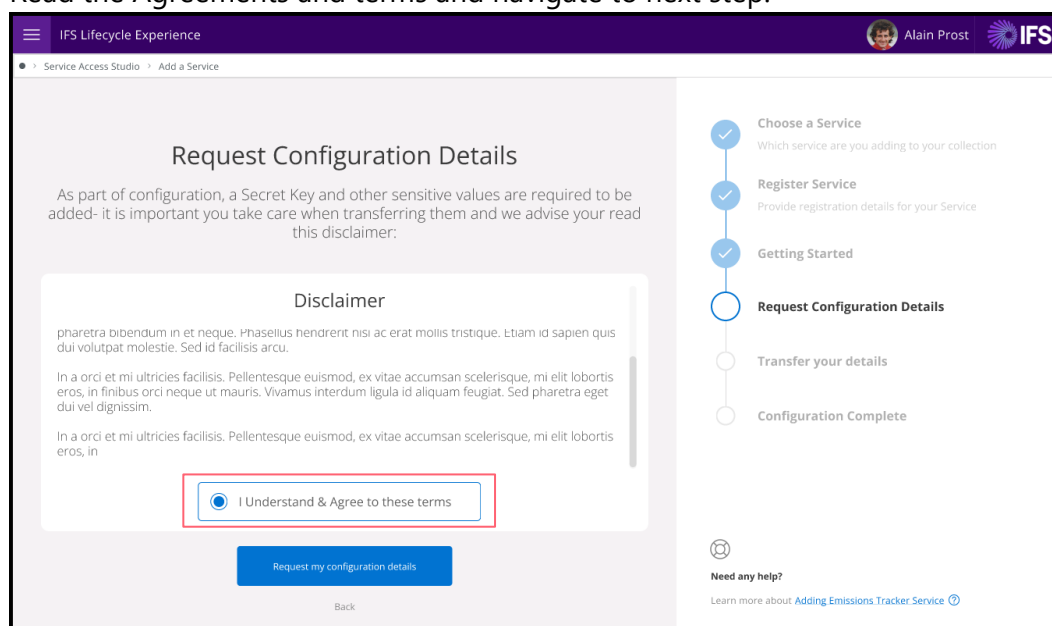 Read the Agreements and terms and navigate to next step.
IFS Lifecycle Experience
Alain Prost
IFS
Service Access Studio > Add a Service
Request Configuration Details
As part of configuration, a Secret Key and other sensitive values are required to be
added- it is important you take care when transferring them and we advise your read
this disclaimer:
Disclaimer
pharetra bibendum in et neque. Phasellus hendrerit nisi ac erat mollis tristique. Etiam id sapien quis
dui volutpat molestie. Sed id facilisis arcu.
In a orci et mi ultricies facilisis. Pellentesque euismod, ex vitae accumsan scelerisque, mi elit lobortis
eros, in finibus orci neque ut mauris. Vivamus interdum ligula id aliquam feugiat. Sed pharetra eget
dui vel dignissim.
In a orci et mi ultricies facilisis. Pellentesque euismod, ex vitae accumsan scelerisque, mi elit lobortis
eros, in
I Understand & Agree to these terms
Request my configuration details
Back
Choose a Service
Which service are you adding to your collection
Register Service
Provide registration details for your Service
Getting Started
Request Configuration Details
Transfer your details
Configuration Complete
Need any help?
Learn more about Adding Emissions Tracker Service ?